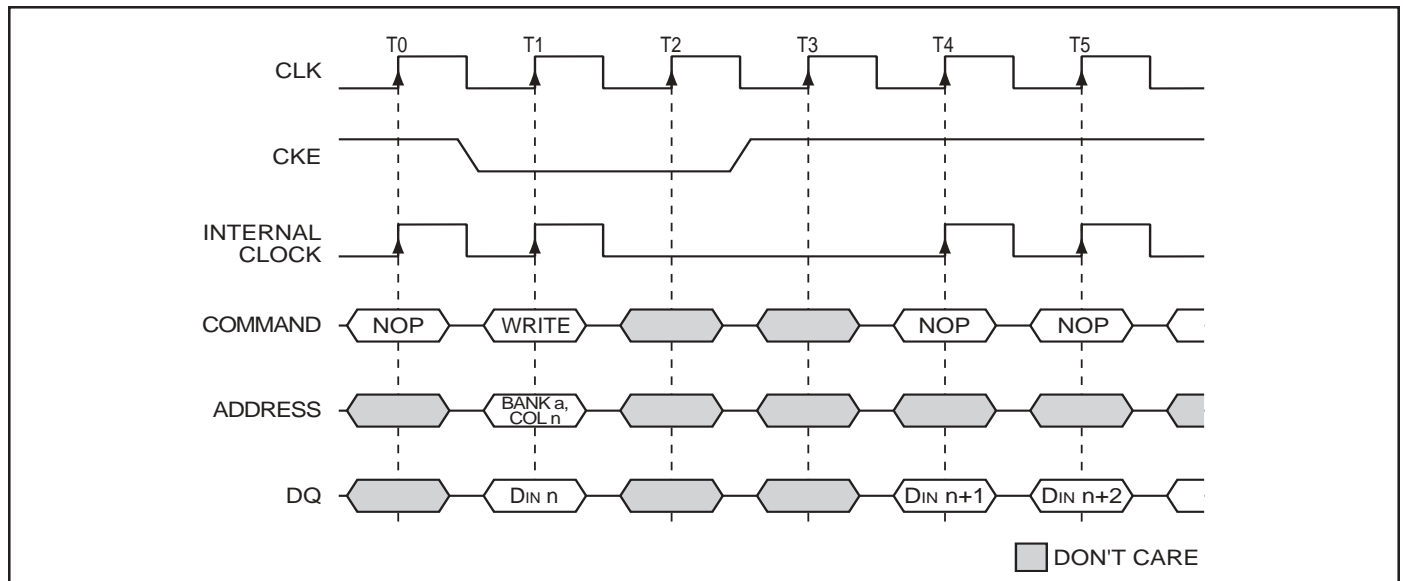 T0 T1 T2 T3 T4 T5
CLK
CKE
INTERNAL
CLOCK
COMMAND NOP WRITE NOP NOP
ADDRESS BANK a,
COL n
DQ DIN n DIN n+1 DIN n+2
DON'T CARE